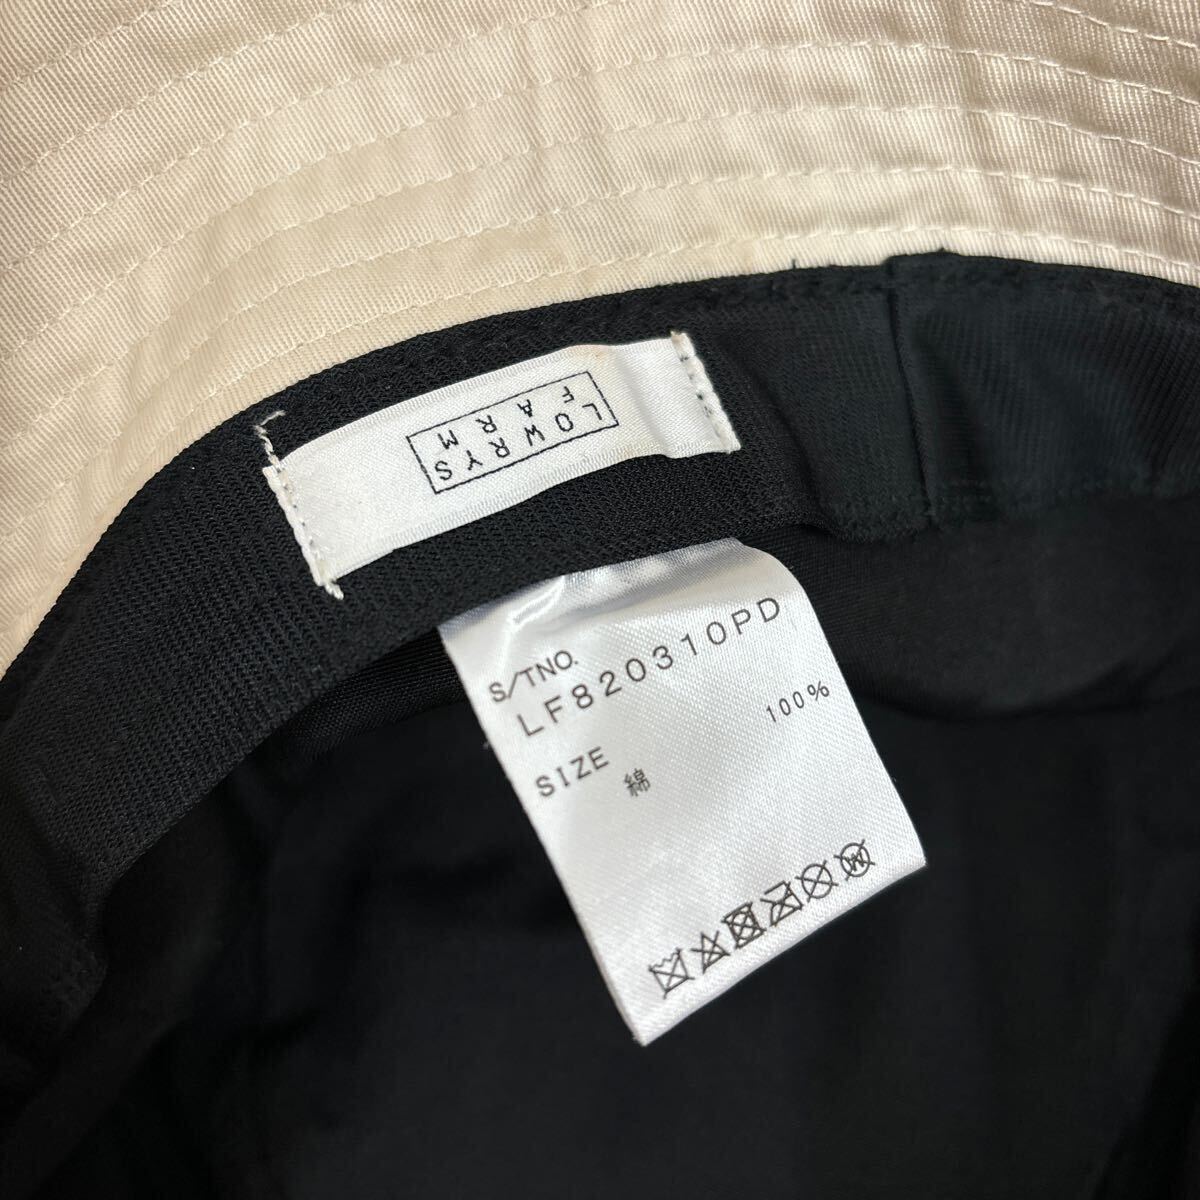 LOWRYS
FARM
S/TNO.
LF820310PD
SIZE
綿 100%
W